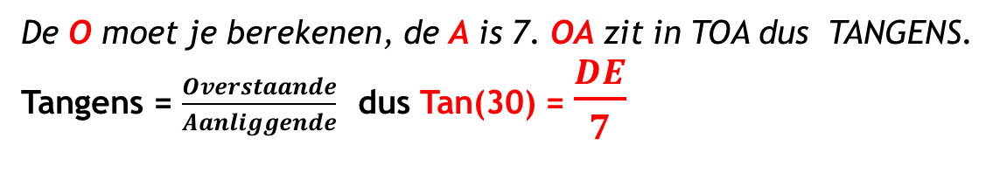 De O moet je berekenen, de A is 7. OA zit in TOA dus TANGENS.
Tangens = Overstaande / Aanliggende dus Tan(30) = DE / 7